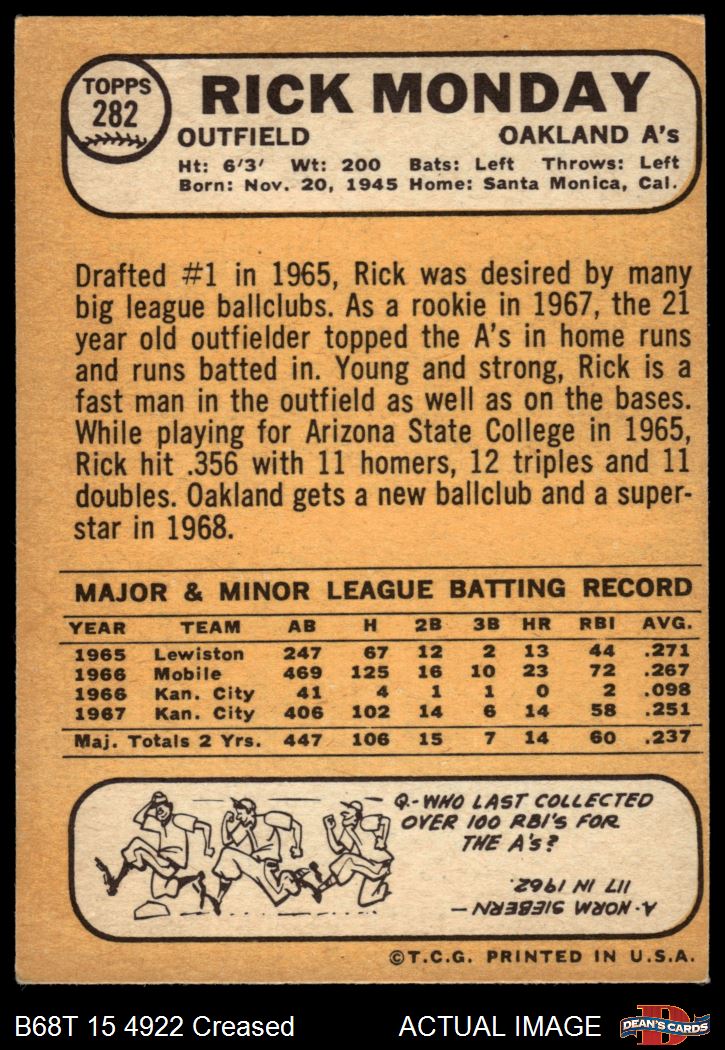 TOPPS
282
RICK MONDAY
OUTFIELD OAKLAND A's
Ht: 6'3' Wt: 200 Bats: Left Throws: Left
Born: Nov. 20, 1945 Home: Santa Monica, Cal.
Drafted #1 in 1965, Rick was desired by many
big league ballclubs. As a rookie in 1967, the 21
year old outfielder topped the A's in home runs
and runs batted in. Young and strong, Rick is a
fast man in the outfield as well as on the bases.
While playing for Arizona State College in 1965,
Rick hit .356 with 11 homers, 12 triples and 11
doubles. Oakland gets a new ballclub and a super-
star in 1968.
MAJOR & MINOR LEAGUE BATTING RECORD
YEAR TEAM AB H 2B 3B HR RBI AVG.
1965 Lewiston 247 67 12 2 13 44 .271
1966 Mobile 469 125 16 10 23 72 .267
1966 Kan. City 41 4 1 1 0 2 .098
1967 Kan. City 406 102 14 6 14 58 .251
Maj. Totals 2 Yrs. 447 106 15 7 14 60 .237
Q.-WHO LAST COLLECTED
OVER 100 RBI'S FOR
THE A's?
A. NORM SIEBERN —
117 IN 1962.
©T.C.G. PRINTED IN U.S.A.
B68T 15 4922 Creased ACTUAL IMAGE
D
DEAN'S CARDS